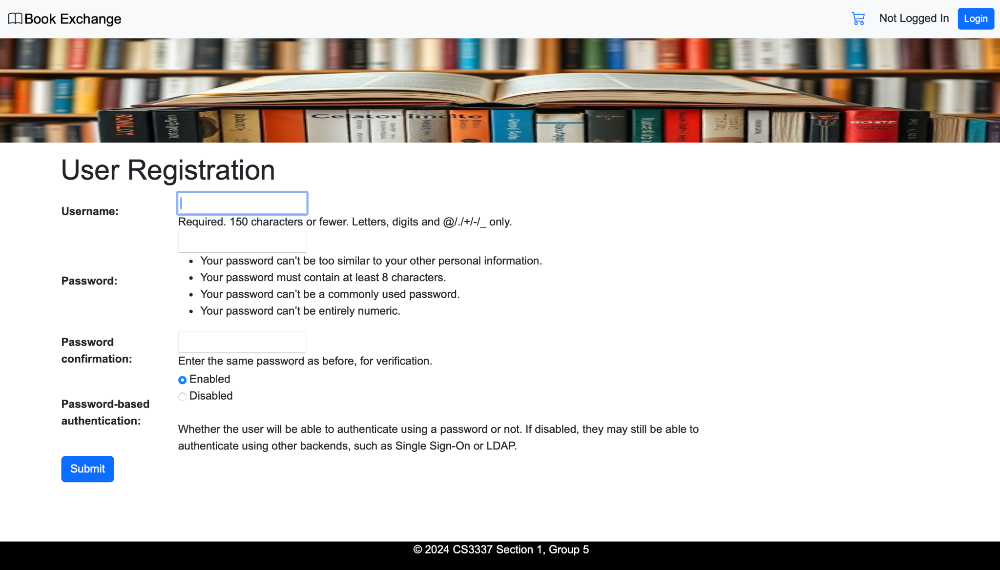 Book Exchange
Not Logged In
Login
User Registration
Username:
Required. 150 characters or fewer. Letters, digits and @/./+/-/_ only.
Password:
• Your password can’t be too similar to your other personal information.
• Your password must contain at least 8 characters.
• Your password can’t be a commonly used password.
• Your password can’t be entirely numeric.
Password
confirmation:
Enter the same password as before, for verification.
Password-based
authentication:
Enabled
Disabled
Whether the user will be able to authenticate using a password or not. If disabled, they may still be able to
authenticate using other backends, such as Single Sign-On or LDAP.
Submit
© 2024 CS3337 Section 1, Group 5